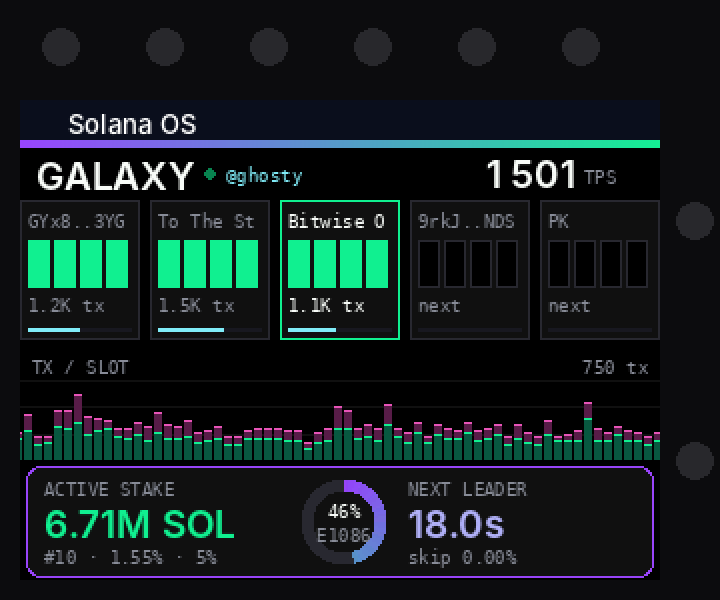 Solana OS
GALAXY @ghosty 1501 TPS
GYx8..3YG To The St Bitwise O 9rkJ..NDS PK
1.2K tx 1.5K tx 1.1K tx next next
TX / SLOT 750 tx
ACTIVE STAKE 46% NEXT LEADER
6.71M SOL E1086 18.0s
#10 · 1.55% · 5% skip 0.00%